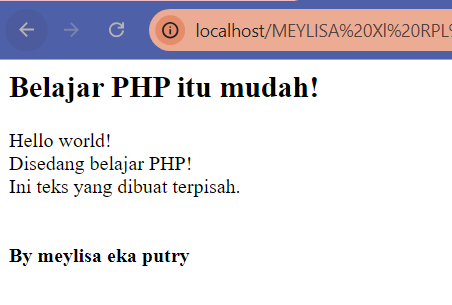 localhost/MEYLISA%20XI%20RPL%
Belajar PHP itu mudah!
Hello world!
Disedang belajar PHP!
Ini teks yang dibuat terpisah.
By meylisa eka putry